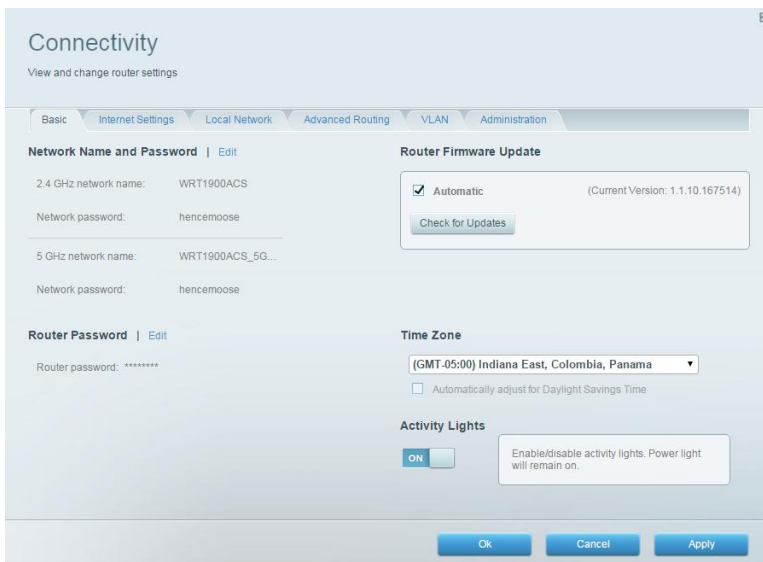 Connectivity
View and change router settings
Basic Internet Settings Local Network Advanced Routing VLAN Administration
Network Name and Password | Edit
2.4 GHz network name: WRT1900ACS
Network password: hencemoose
5 GHz network name: WRT1900ACS_5G...
Network password: hencemoose
Router Password | Edit
Router password: ********
Router Firmware Update
Automatic (Current Version: 1.1.10.167514)
Check for Updates
Time Zone
(GMT-05:00) Indiana East, Colombia, Panama
Automatically adjust for Daylight Savings Time
Activity Lights
ON
Enable/disable activity lights. Power light
will remain on.
Ok Cancel Apply